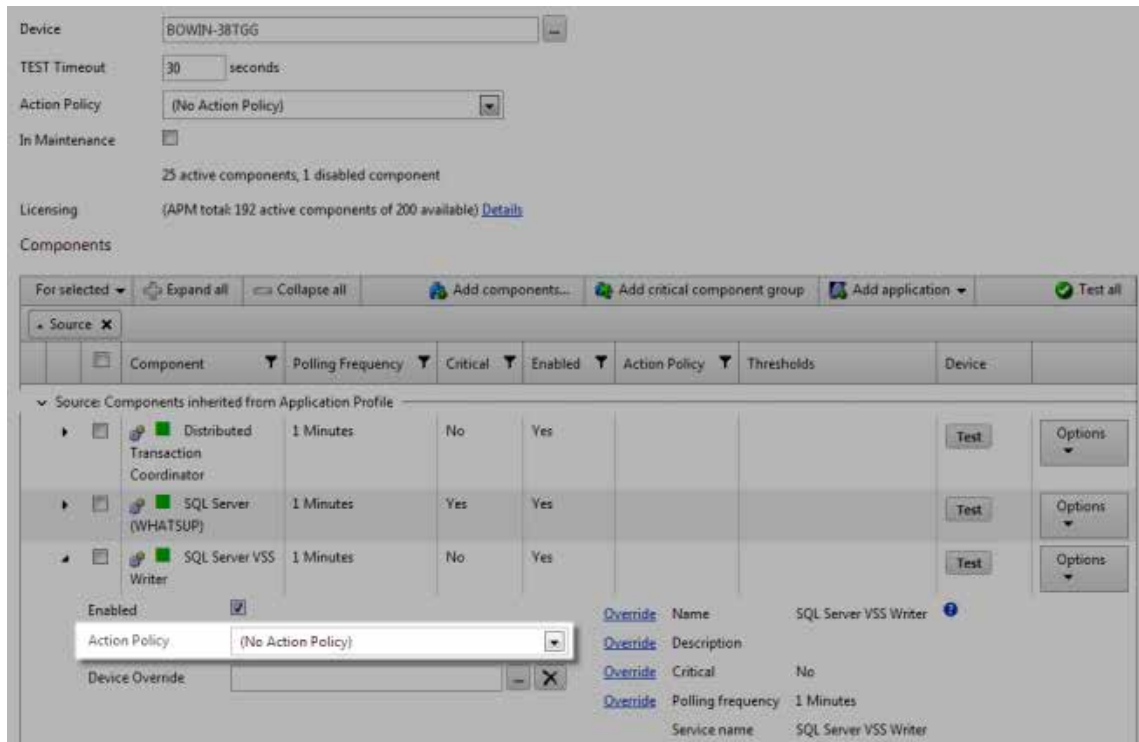 Device BOWIN-38TGG ...
TEST Timeout 30 seconds
Action Policy (No Action Policy)
In Maintenance
25 active components, 1 disabled component
Licensing (APM total: 192 active components of 200 available) Details
Components
For selected Expand all Collapse all Add components... Add critical component group Add application Test all
Source X
Component Polling Frequency Critical Enabled Action Policy Thresholds Device
Source: Components inherited from Application Profile
Distributed 1 Minutes No Yes Test Options
Transaction
Coordinator
SQL Server 1 Minutes Yes Yes Test Options
(WHATSUP)
SQL Server VSS 1 Minutes No Yes Test Options
Writer
Enabled Override Name SQL Server VSS Writer ?
Action Policy (No Action Policy) Override Description
Device Override ... X Override Critical No
Override Polling frequency 1 Minutes
Service name SQL Server VSS Writer